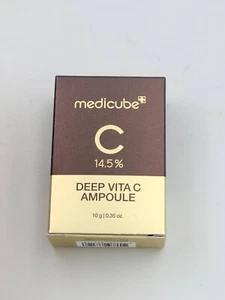 medicube+
C
14.5%
DEEP VITA C
AMPOULE
10 g | 0.35 oz.